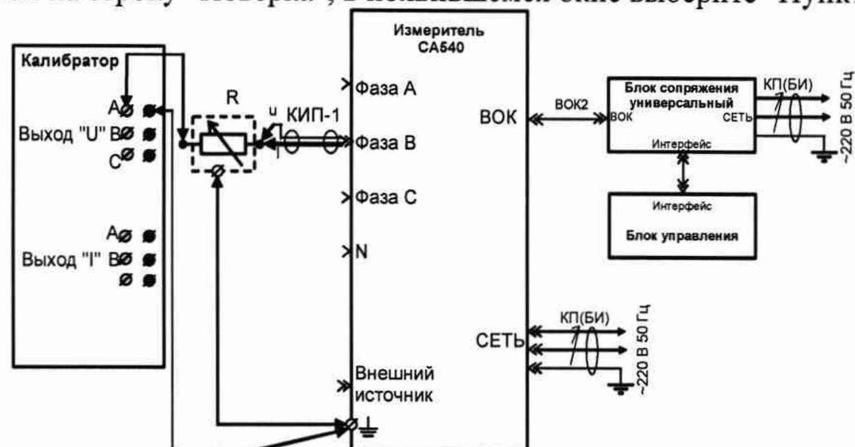 Калибратор
A
Выход "U" B
C
A
Выход "I" B
R
u
КИП-1
Измеритель
CA540
Фаза A
Фаза B
Фаза C
N
Внешний
источник
ВОК
СЕТЬ
ВОК2
Блок сопряжения
универсальный
ВОК
СЕТЬ
Интерфейс
Интерфейс
Блок управления
КП(БИ)
~220 В 50 Гц
КП(БИ)
~220 В 50 Гц